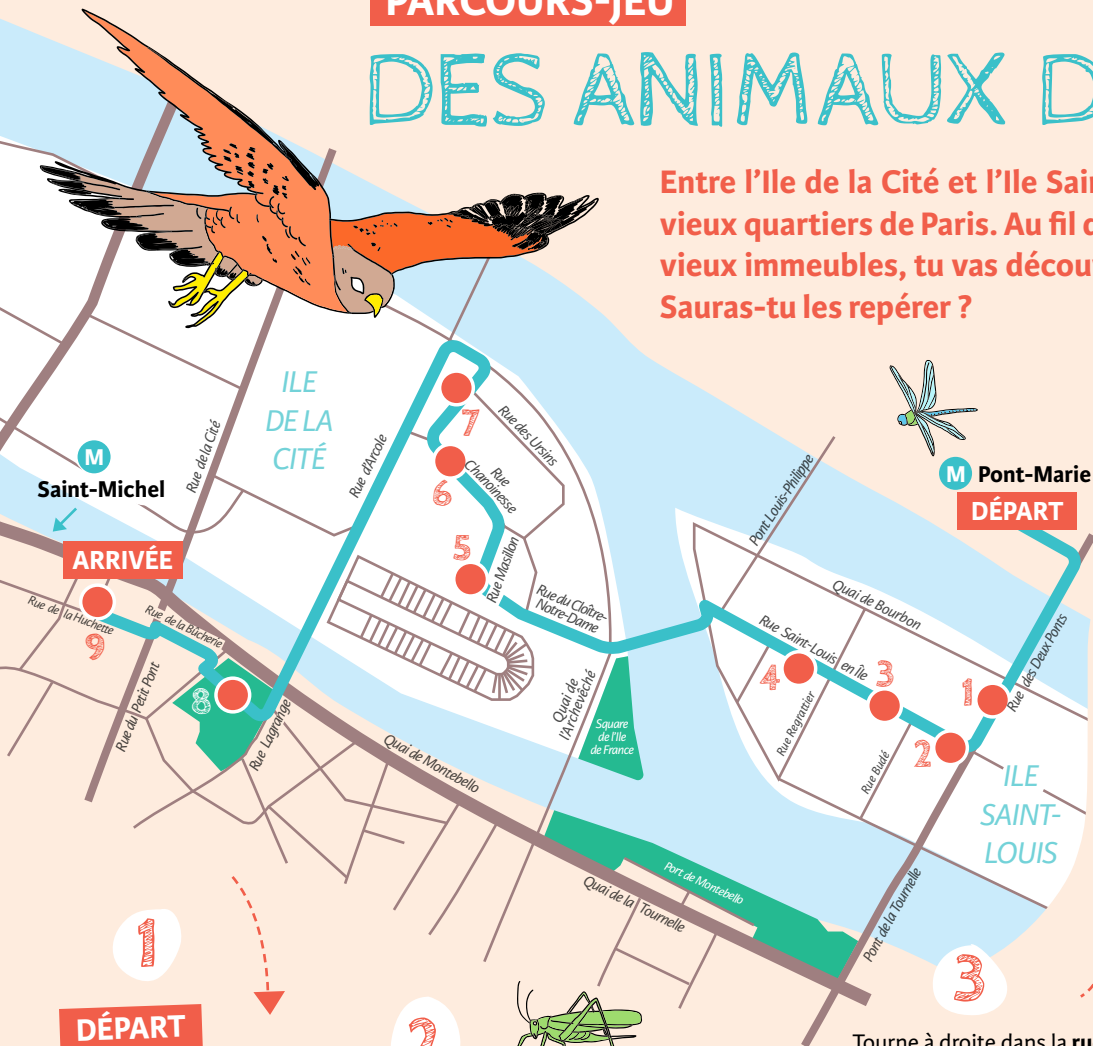 PARCOURS-JEU
DES ANIMAUX D
Entre l'Ile de la Cité et l'Ile Sai
vieux quartiers de Paris. Au fil d
vieux immeubles, tu vas décou
Sauras-tu les repérer ?
ILE
DE LA
CITÉ
7
Rue des Ursins
Rue de la Cité
Rue d'Arcole
M
Saint-Michel
6
Rue
Chanoinesse
Pont Louis-Philippe
M Pont-Marie
DÉPART
ARRIVÉE
5
Rue Masillon
Rue du Cloître-
Notre-Dame
Quai de Bourbon
Rue de la Huchette
9
Rue de la Bûcherie
Rue Saint-Louis en île
4
3
1
Rue des Deux Ponts
8
Rue du Petit Pont
Rue Lagrange
Quai de
l'Archevêché
Square
de l'Ile
de France
Rue Regrattier
Rue Budé
2
Quai de Montebello
ILE
SAINT-
LOUIS
Port de Montebello
Quai de la Tournelle
Pont de la Tournelle
1
DÉPART
2
3
Tourne à droite dans la ru